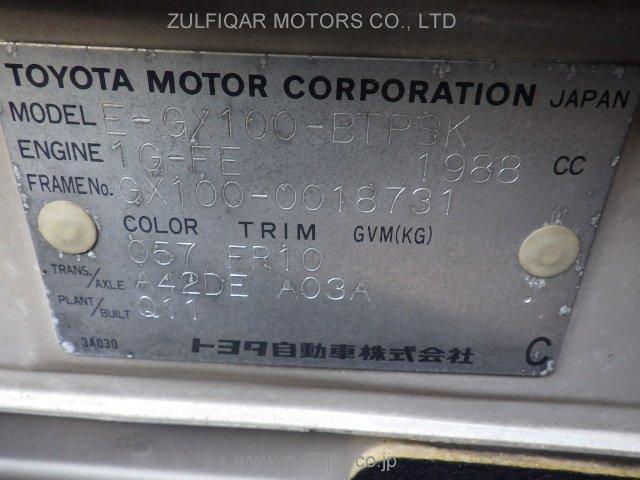 ZULFIQAR MOTORS CO., LTD
TOYOTA MOTOR CORPORATION JAPAN
MODEL E-GX100-BTPSK
ENGINE 1G-FE 1988 CC
FRAME No. GX100-0018731
COLOR TRIM GVM(KG)
057 FR10
TRANS./AXLE A42DE A03A
PLANT/BUILT Q11
3A030 トヨタ自動車株式会社 C